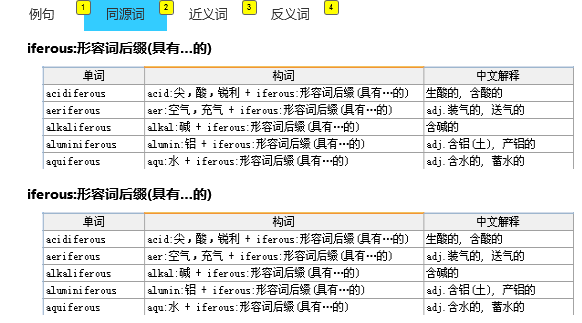 例句 1 同源词 2 近义词 3 反义词 4
iferous:形容词后缀(具有…的)
单词 构词 中文解释
acidiferous acid:尖,酸,锐利 + iferous:形容词后缀(具有…的) 生酸的, 含酸的
aeriferous aer:空气,充气 + iferous:形容词后缀(具有…的) adj.装气的, 送气的
alkaliferous alkal:碱 + iferous:形容词后缀(具有…的) 含碱的
aluminiferous alumin:铝 + iferous:形容词后缀(具有…的) adj.含铝(土), 产铝的
aquiferous aqu:水 + iferous:形容词后缀(具有…的) adj.含水的, 蓄水的
iferous:形容词后缀(具有…的)
单词 构词 中文解释
acidiferous acid:尖,酸,锐利 + iferous:形容词后缀(具有…的) 生酸的, 含酸的
aeriferous aer:空气,充气 + iferous:形容词后缀(具有…的) adj.装气的, 送气的
alkaliferous alkal:碱 + iferous:形容词后缀(具有…的) 含碱的
aluminiferous alumin:铝 + iferous:形容词后缀(具有…的) adj.含铝(土), 产铝的
aquiferous aqu:水 + iferous:形容词后缀(具有…的) adj.含水的, 蓄水的